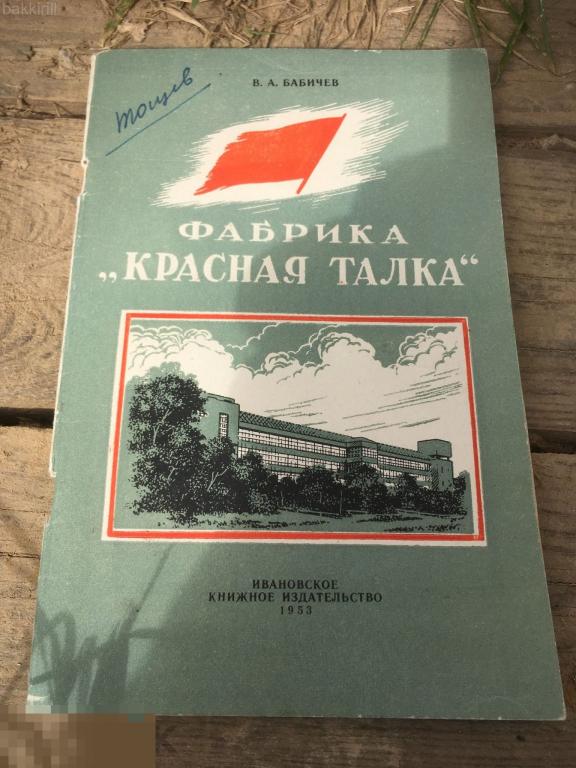 bakkirill
Тощев
В. А. БАБИЧЕВ
ФАБРИКА
„КРАСНАЯ ТАЛКА“
ИВАНОВСКОЕ
КНИЖНОЕ ИЗДАТЕЛЬСТВО
1953